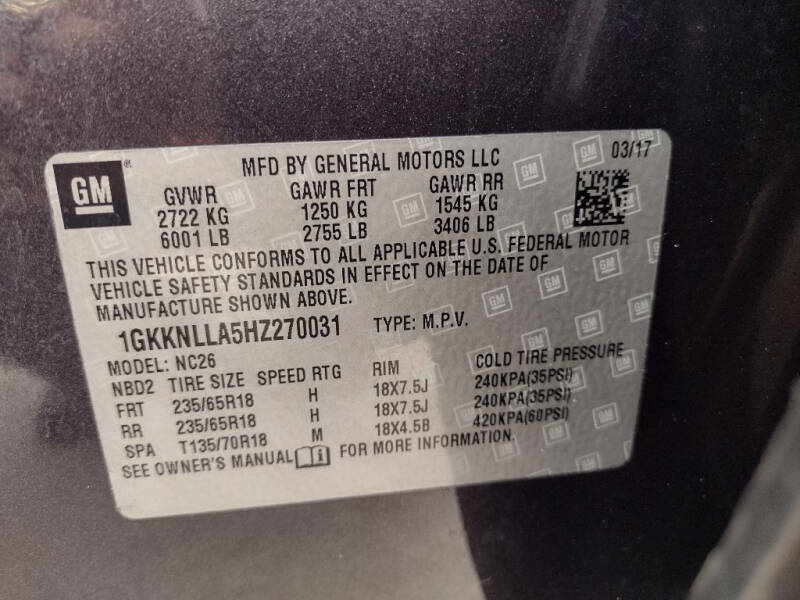 GM ® MFD BY GENERAL MOTORS LLC 03/17
GVWR GAWR FRT GAWR RR
2722 KG 1250 KG 1545 KG
6001 LB 2755 LB 3406 LB
THIS VEHICLE CONFORMS TO ALL APPLICABLE U.S. FEDERAL MOTOR
VEHICLE SAFETY STANDARDS IN EFFECT ON THE DATE OF
MANUFACTURE SHOWN ABOVE.
1GKKNLLA5HZ270031 TYPE: M.P.V.
MODEL: NC26
NBD2 TIRE SIZE SPEED RTG RIM COLD TIRE PRESSURE
FRT 235/65R18 H 18X7.5J 240KPA(35PSI)
RR 235/65R18 H 18X7.5J 240KPA(35PSI)
SPA T135/70R18 M 18X4.5B 420KPA(60PSI)
SEE OWNER'S MANUAL i FOR MORE INFORMATION.